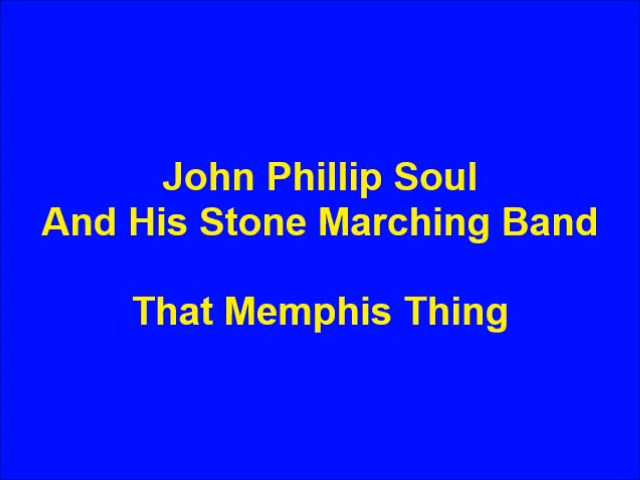 John Phillip Soul
And His Stone Marching Band
That Memphis Thing